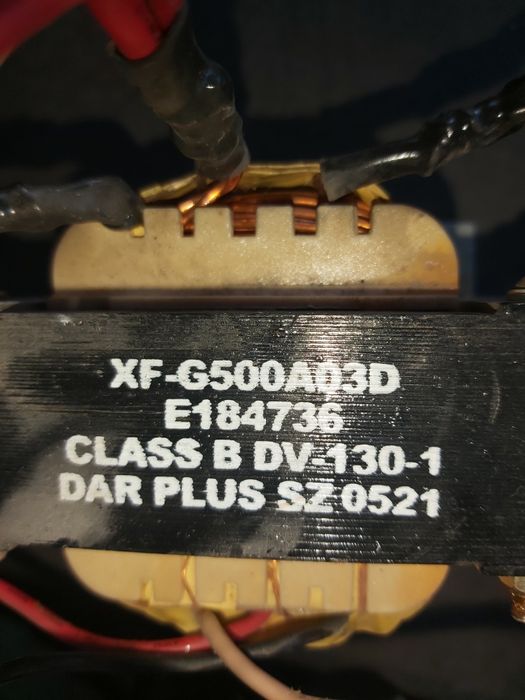 XF-G500A03D
E184736
CLASS B DV-130-1
DAR PLUS SZ 0521